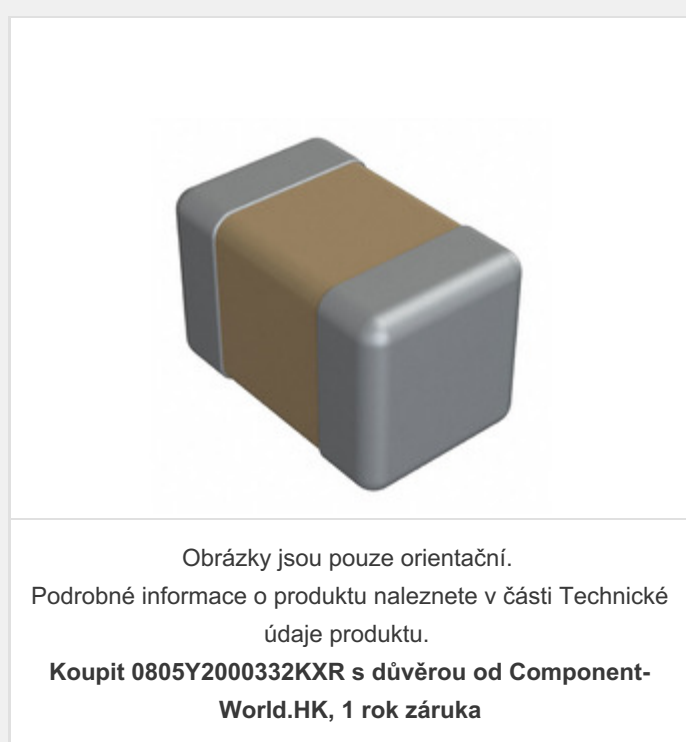 Obrázky jsou pouze orientační.
Podrobné informace o produktu naleznete v části Technické
údaje produktu.
Koupit 0805Y2000332KXR s důvěrou od Component-
World.HK, 1 rok záruka